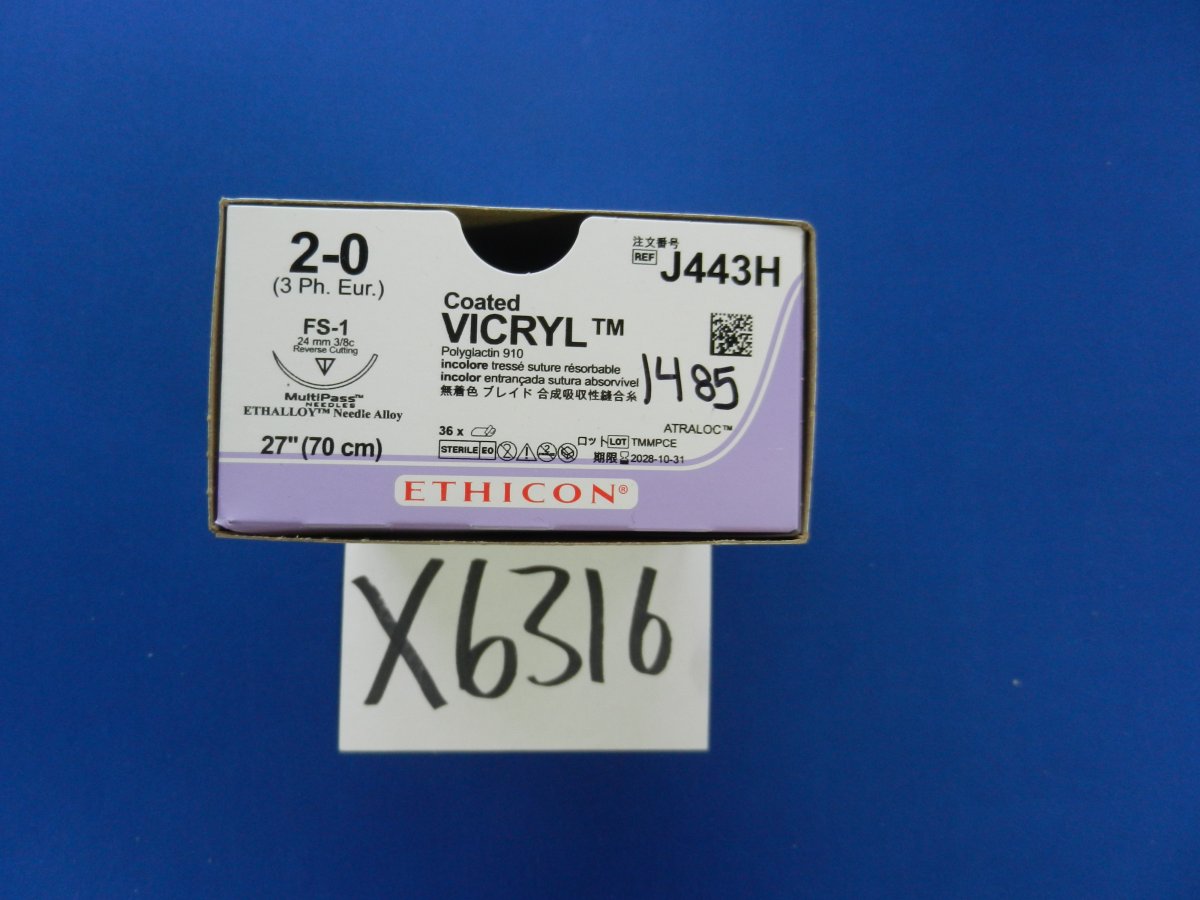 2-0
(3 Ph. Eur.)
FS-1
24 mm 3/8c
Reverse Cutting
MultiPass™
NEEDLES
ETHALLOY™ Needle Alloy
27" (70 cm)
Coated
VICRYL™
Polyglactin 910
incolore tressé suture résorbable
incolor entrançada sutura absorvível
無着色 ブレイド 合成吸収性縫合糸
36 x
STERILE EO
2
注文番号
REF J443H
1485
ATRALOC™
ロット LOT TMMPCE
期限 2028-10-31
ETHICON®
X6316